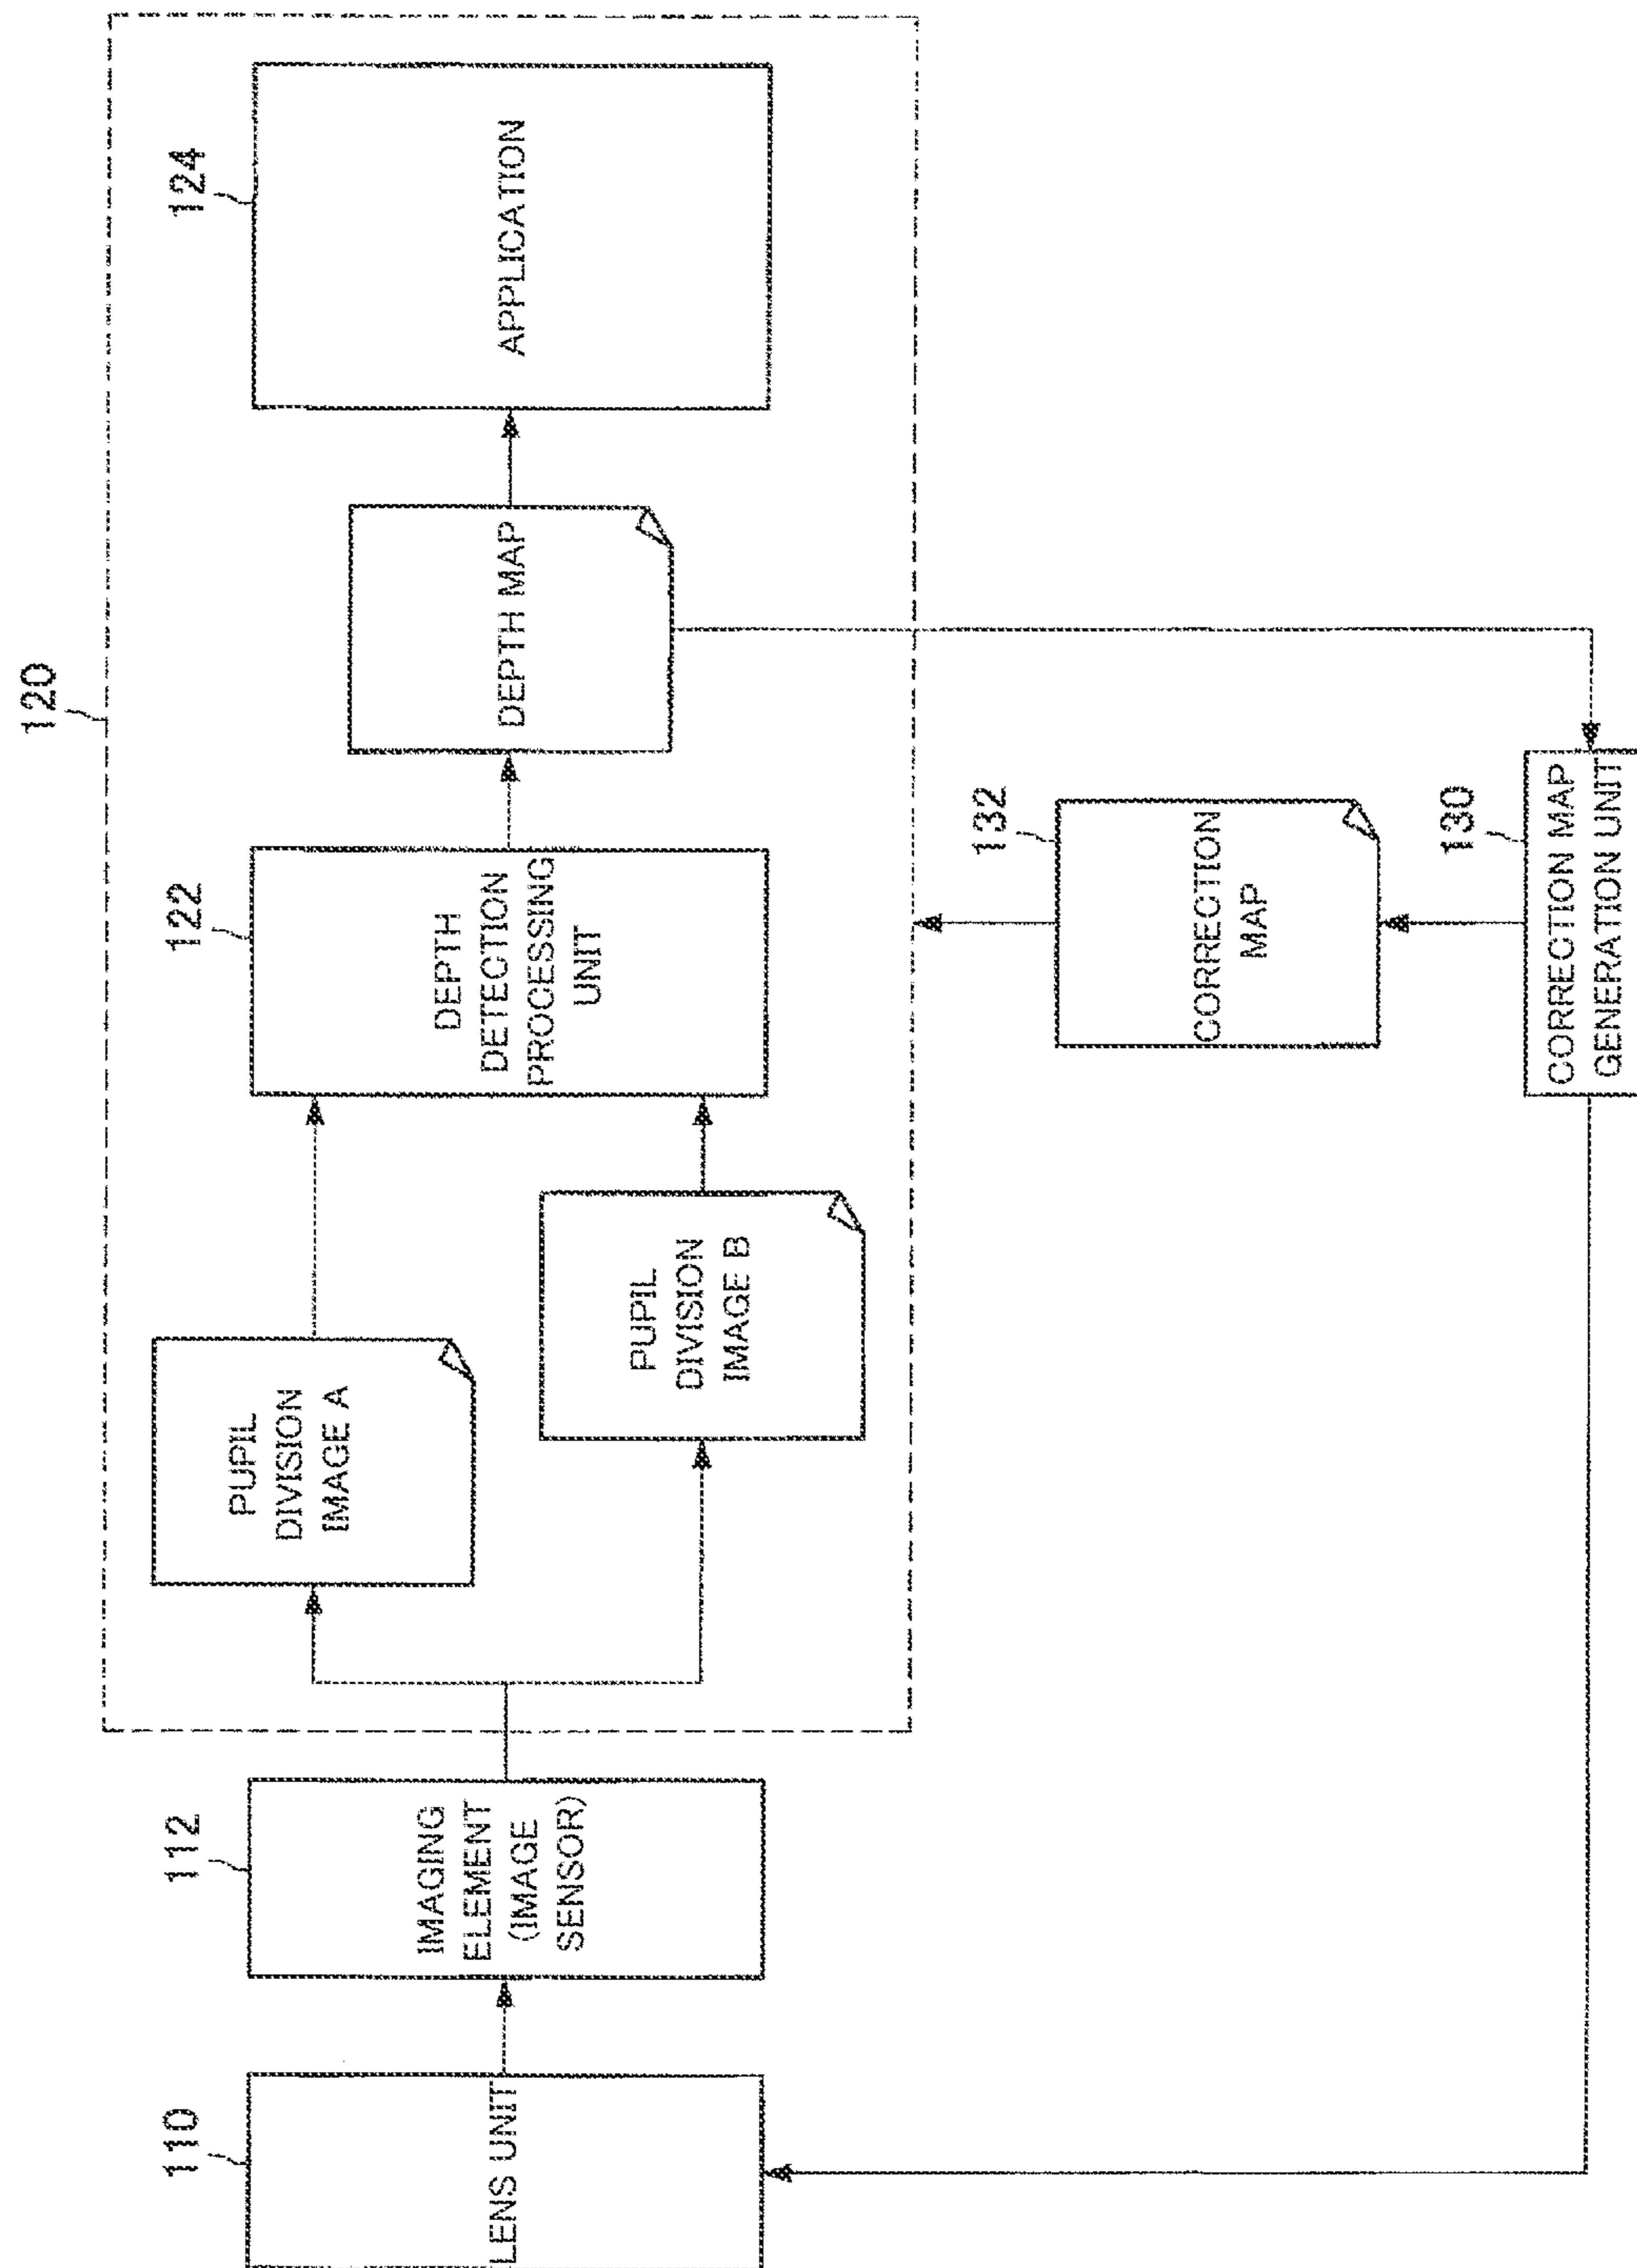 120
110
LENS UNIT
112
IMAGING
ELEMENT
(IMAGE
SENSOR)
PUPIL
DIVISION
IMAGE A
PUPIL
DIVISION
IMAGE B
122
DEPTH
DETECTION
PROCESSING
UNIT
DEPTH MAP
124
APPLICATION
132
CORRECTION
MAP
130
CORRECTION MAP
GENERATION UNIT